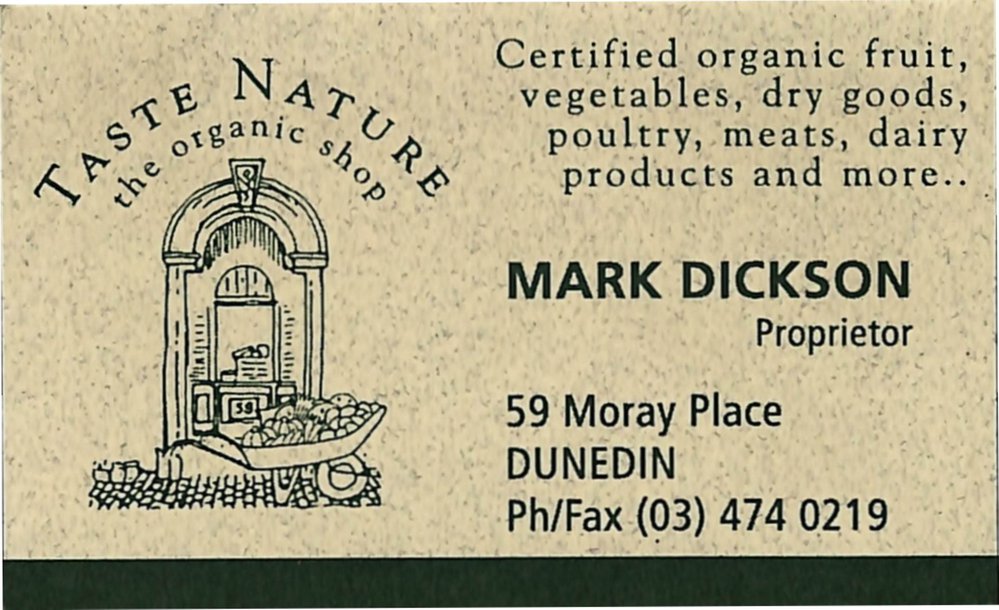 TASTE NATURE
the organic shop
Certified organic fruit,
vegetables, dry goods,
poultry, meats, dairy
products and more..
MARK DICKSON
Proprietor
59 Moray Place
DUNEDIN
Ph/Fax (03) 474 0219
39